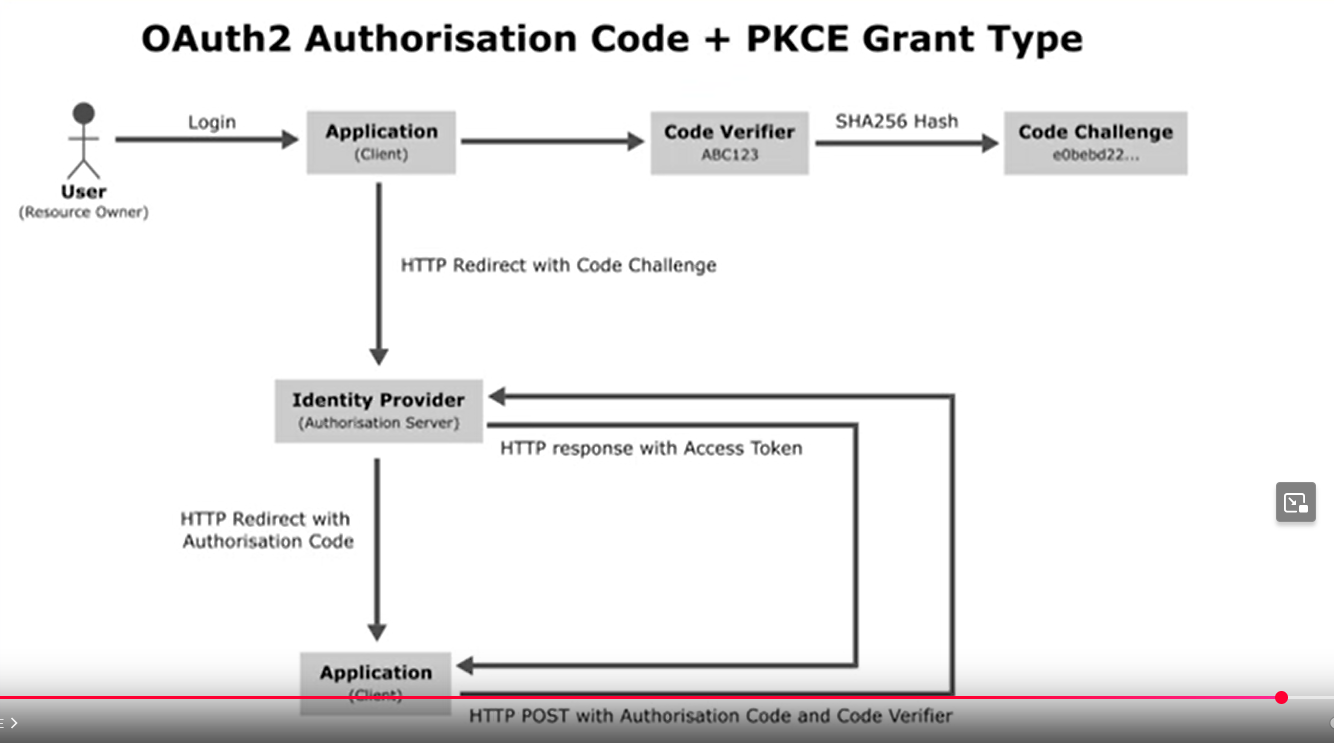 OAuth2 Authorisation Code + PKCE Grant Type
Login
Application
(Client)
Code Verifier
ABC123
SHA256 Hash
Code Challenge
e0bebd22...
User
(Resource Owner)
HTTP Redirect with Code Challenge
Identity Provider
(Authorisation Server)
HTTP response with Access Token
HTTP Redirect with
Authorisation Code
Application
(Client)
HTTP POST with Authorisation Code and Code Verifier